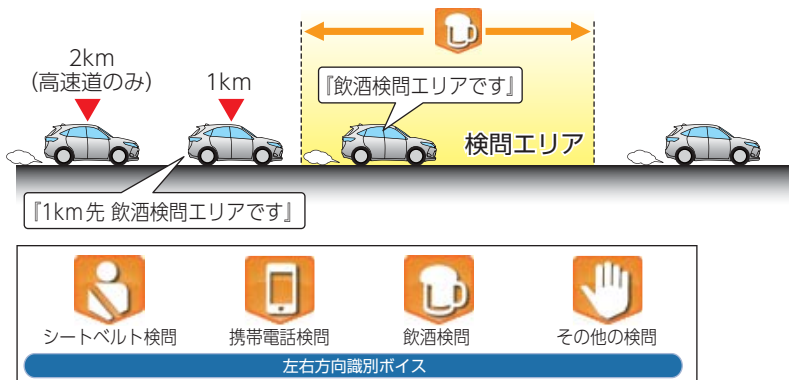 2km
(高速道のみ)
1km
『飲酒検問エリアです』
検問エリア
『1km先 飲酒検問エリアです』
シートベルト検問
携帯電話検問
飲酒検問
その他の検問
左右方向識別ボイス